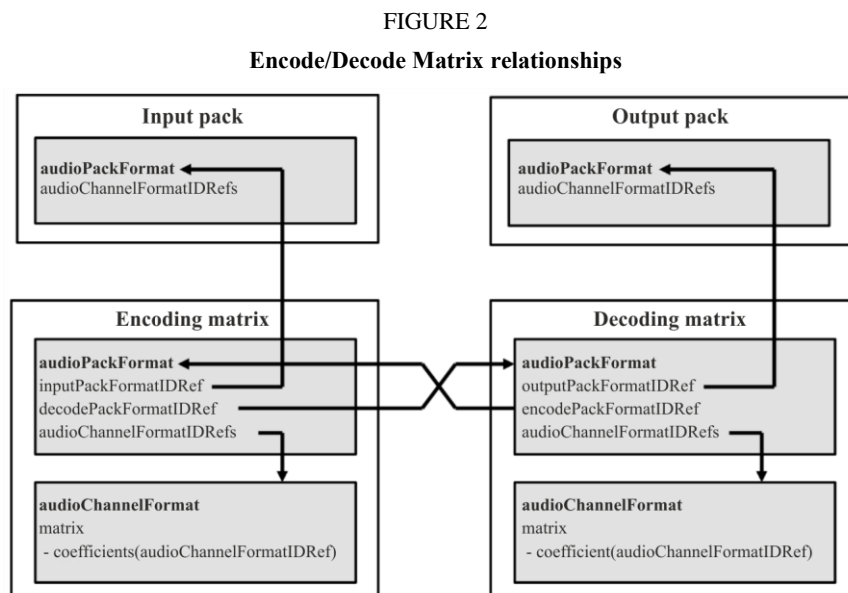 FIGURE 2
Encode/Decode Matrix relationships
Input pack
audioPackFormat
audioChannelFormatIDRefs
Output pack
audioPackFormat
audioChannelFormatIDRefs
Encoding matrix
audioPackFormat
inputPackFormatIDRef
decodePackFormatIDRef
audioChannelFormatIDRefs
audioChannelFormat
matrix
- coefficients(audioChannelFormatIDRef)
Decoding matrix
audioPackFormat
outputPackFormatIDRef
encodePackFormatIDRef
audioChannelFormatIDRefs
audioChannelFormat
matrix
- coefficient(audioChannelFormatIDRef)